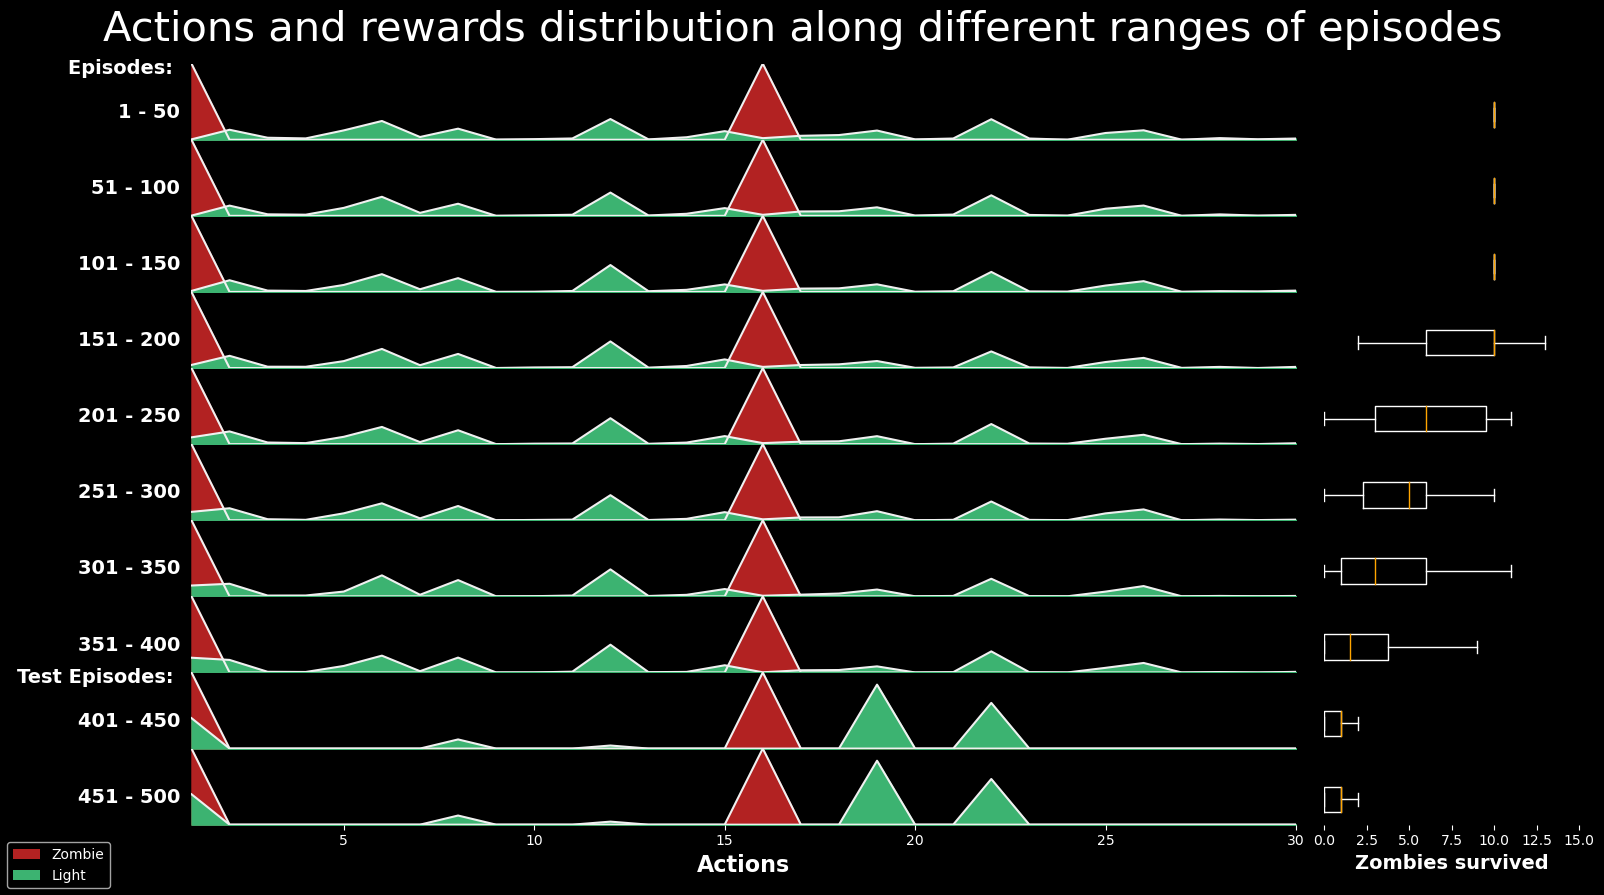 Actions and rewards distribution along different ranges of episodes
Episodes:
1 - 50
51 - 100
101 - 150
151 - 200
201 - 250
251 - 300
301 - 350
351 - 400
Test Episodes:
401 - 450
451 - 500
5 10 15 20 25 30
0.0 2.5 5.0 7.5 10.0 12.5 15.0
Actions
Zombies survived
Zombie
Light